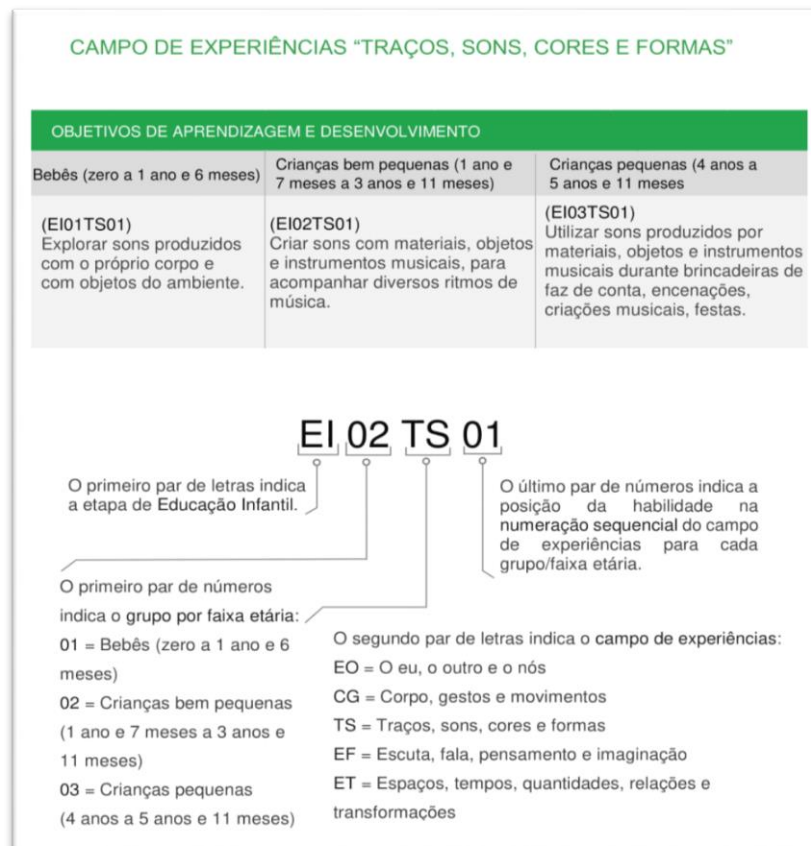 CAMPO DE EXPERIÊNCIAS “TRAÇOS, SONS, CORES E FORMAS”
OBJETIVOS DE APRENDIZAGEM E DESENVOLVIMENTO
Bebês (zero a 1 ano e 6 meses)
Crianças bem pequenas (1 ano e
7 meses a 3 anos e 11 meses)
Crianças pequenas (4 anos a
5 anos e 11 meses
(EI01TS01)
Explorar sons produzidos
com o próprio corpo e
com objetos do ambiente.
(EI02TS01)
Criar sons com materiais, objetos
e instrumentos musicais, para
acompanhar diversos ritmos de
música.
(EI03TS01)
Utilizar sons produzidos por
materiais, objetos e instrumentos
musicais durante brincadeiras de
faz de conta, encenações,
criações musicais, festas.
EI 02 TS 01
O primeiro par de letras indica
a etapa de Educação Infantil.
O último par de números indica a
posição da habilidade na
numeração sequencial do campo
de experiências para cada
grupo/faixa etária.
O primeiro par de números
indica o grupo por faixa etária:
01 = Bebês (zero a 1 ano e 6
meses)
02 = Crianças bem pequenas
(1 ano e 7 meses a 3 anos e
11 meses)
03 = Crianças pequenas
(4 anos a 5 anos e 11 meses)
O segundo par de letras indica o campo de experiências:
EO = O eu, o outro e o nós
CG = Corpo, gestos e movimentos
TS = Traços, sons, cores e formas
EF = Escuta, fala, pensamento e imaginação
ET = Espaços, tempos, quantidades, relações e
transformações